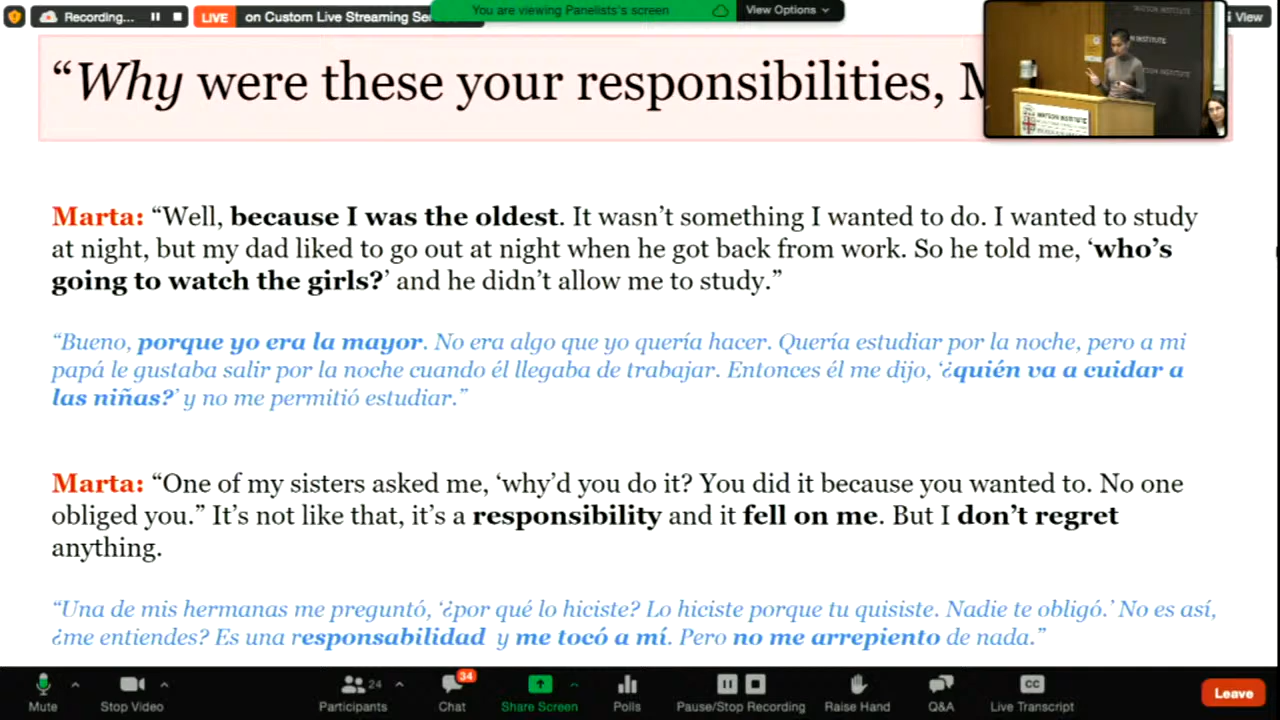 Recording...
LIVE on Custom Live Streaming Se
You are viewing Panelists's screen
View Options
View
“Why were these your responsibilities,
WATSON INSTITUTE
Marta: “Well, because I was the oldest. It wasn’t something I wanted to do. I wanted to study
at night, but my dad liked to go out at night when he got back from work. So he told me, ‘who’s
going to watch the girls?’ and he didn’t allow me to study.”
“Bueno, porque yo era la mayor. No era algo que yo quería hacer. Quería estudiar por la noche, pero a mi
papá le gustaba salir por la noche cuando él llegaba de trabajar. Entonces él me dijo, ‘¿quién va a cuidar a
las niñas?’ y no me permitió estudiar.”
Marta: “One of my sisters asked me, ‘why’d you do it? You did it because you wanted to. No one
obliged you.” It’s not like that, it’s a responsibility and it fell on me. But I don’t regret
anything.
“Una de mis hermanas me preguntó, ‘¿por qué lo hiciste? Lo hiciste porque tu quisiste. Nadie te obligó.’ No es así,
¿me entiendes? Es una responsabilidad y me tocó a mí. Pero no me arrepiento de nada.”
34
24
CC
Mute
Stop Video
Participants
Chat
Share Screen
Polls
Pause/Stop Recording
Raise Hand
Q&A
Live Transcript
Leave